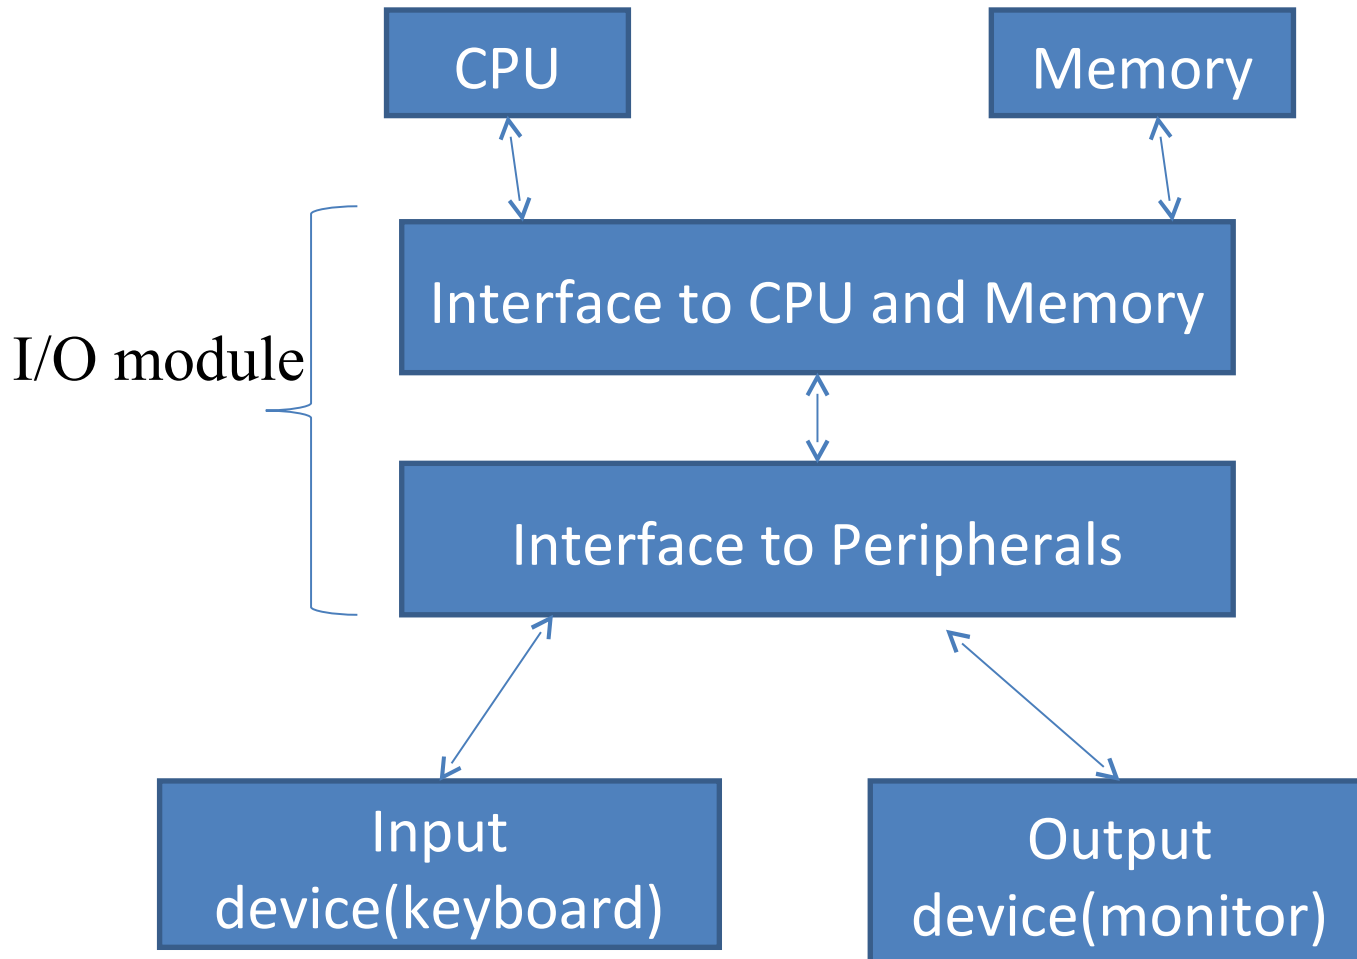 CPU
Memory
Interface to CPU and Memory
I/O module
Interface to Peripherals
Input
device(keyboard)
Output
device(monitor)